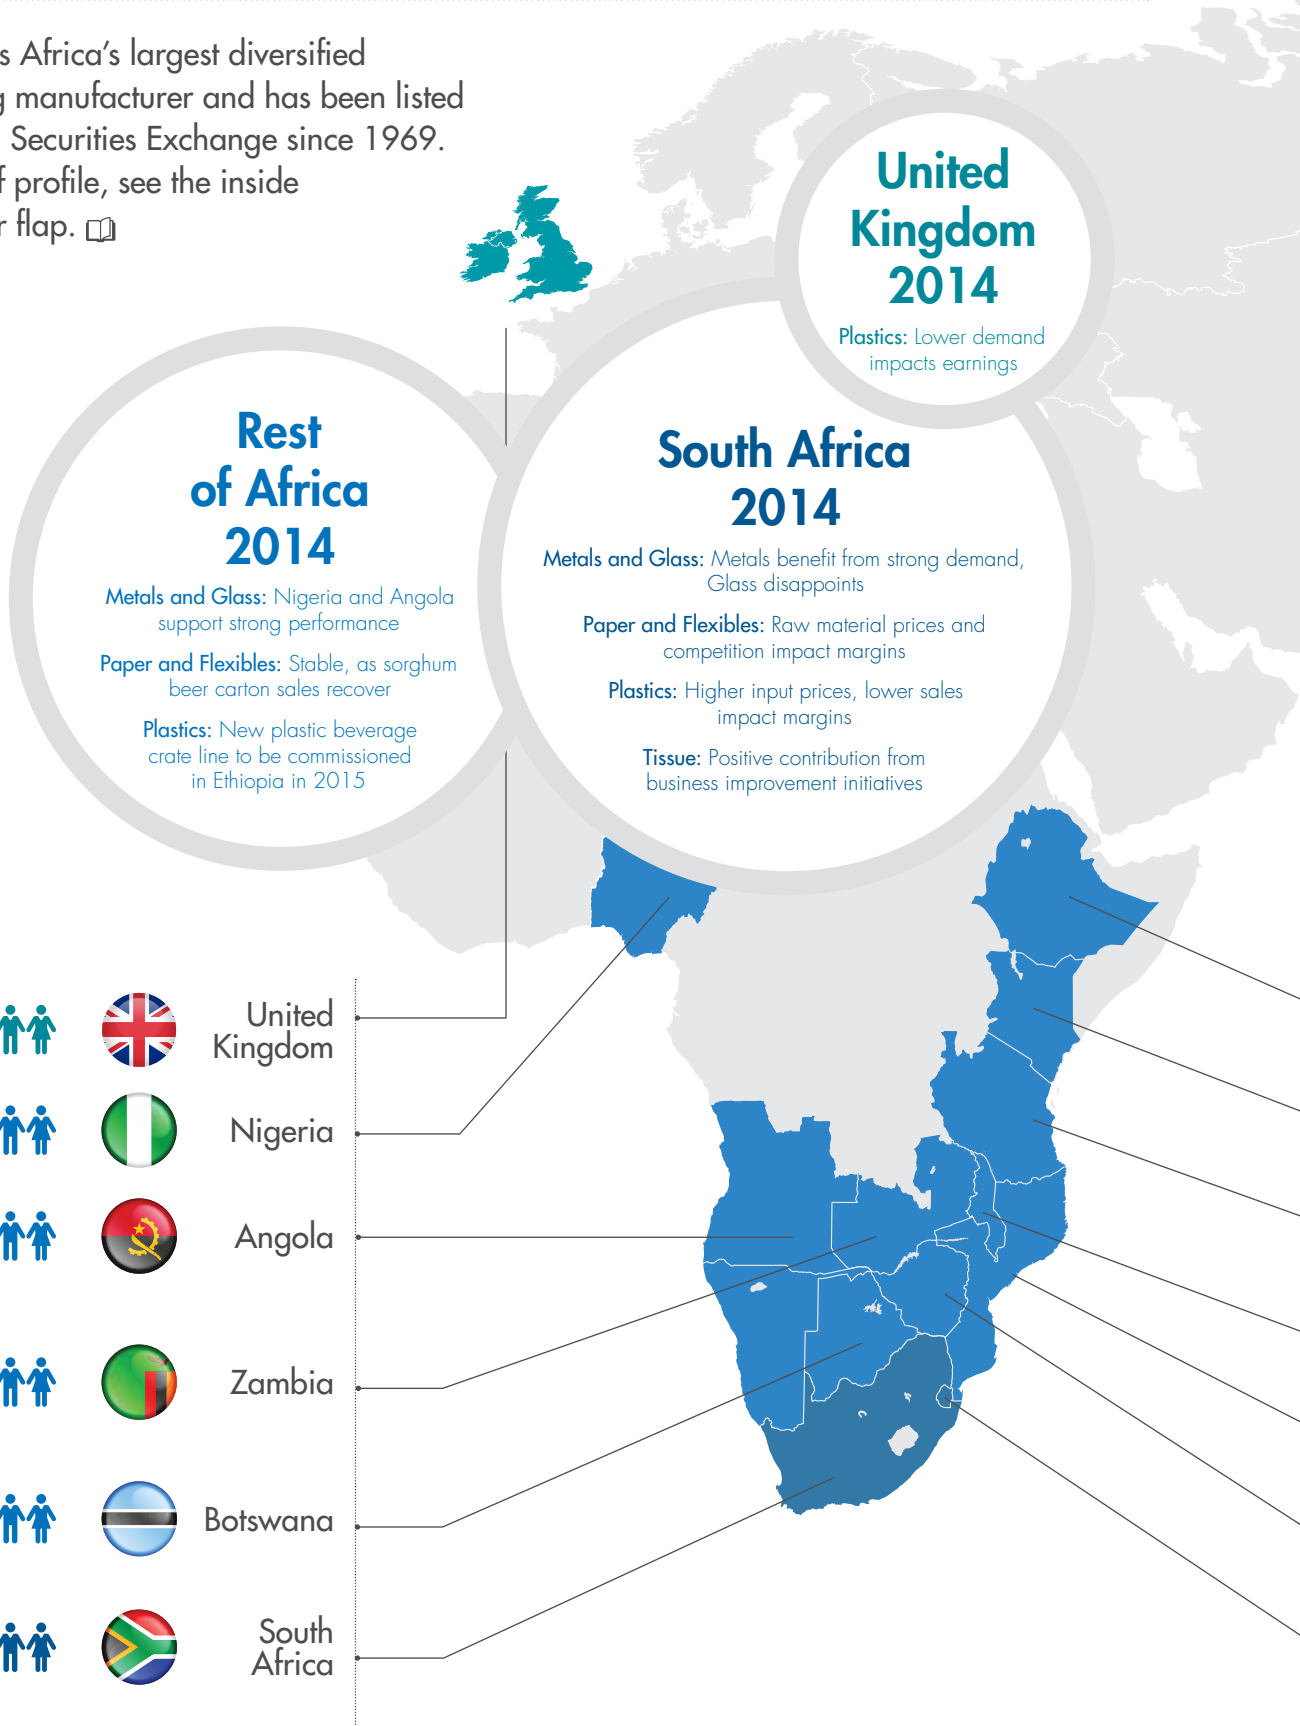 s Africa's largest diversified
g manufacturer and has been listed
Securities Exchange since 1969.
f profile, see the inside
r flap.
United
Kingdom
2014
Plastics: Lower demand
impacts earnings
Rest
of Africa
2014
Metals and Glass: Nigeria and Angola
support strong performance
Paper and Flexibles: Stable, as sorghum
beer carton sales recover
Plastics: New plastic beverage
crate line to be commissioned
in Ethiopia in 2015
South Africa
2014
Metals and Glass: Metals benefit from strong demand,
Glass disappoints
Paper and Flexibles: Raw material prices and
competition impact margins
Plastics: Higher input prices, lower sales
impact margins
Tissue: Positive contribution from
business improvement initiatives
United
Kingdom
Nigeria
Angola
Zambia
Botswana
South
Africa